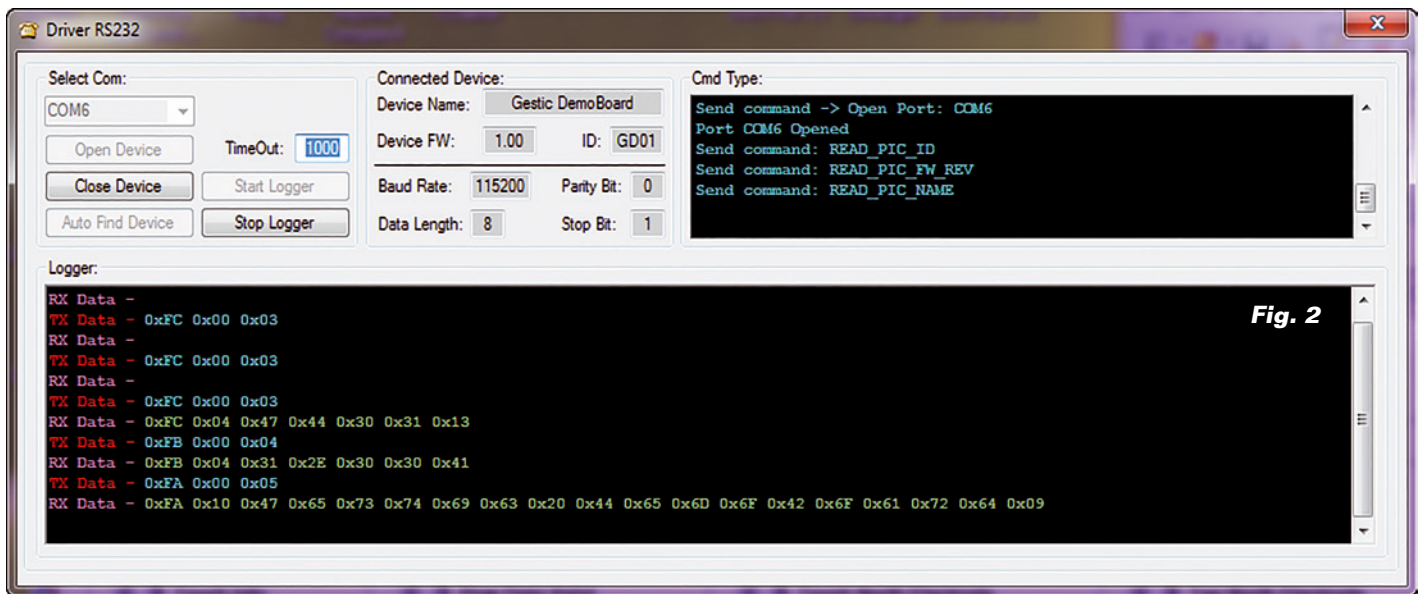 Driver RS232
X
Select Com:
COM6
Open Device
TimeOut: 1000
Close Device
Start Logger
Auto Find Device
Stop Logger
Connected Device:
Device Name: Gestic DemoBoard
Device FW: 1.00 ID: GD01
Baud Rate: 115200 Parity Bit: 0
Data Length: 8 Stop Bit: 1
Cmd Type:
Send command -> Open Port: COM6
Port COM6 Opened
Send command: READ_PIC_ID
Send command: READ_PIC_FW_REV
Send command: READ_PIC_NAME
Logger:
RX Data -
TX Data - 0xFC 0x00 0x03
RX Data -
TX Data - 0xFC 0x00 0x03
RX Data -
TX Data - 0xFC 0x00 0x03
RX Data - 0xFC 0x04 0x47 0x44 0x30 0x31 0x13
TX Data - 0xFB 0x00 0x04
RX Data - 0xFB 0x04 0x31 0x2E 0x30 0x30 0x41
TX Data - 0xFA 0x00 0x05
RX Data - 0xFA 0x10 0x47 0x65 0x73 0x74 0x69 0x63 0x20 0x44 0x65 0x6D 0x6F 0x42 0x6F 0x61 0x72 0x64 0x09
Fig. 2